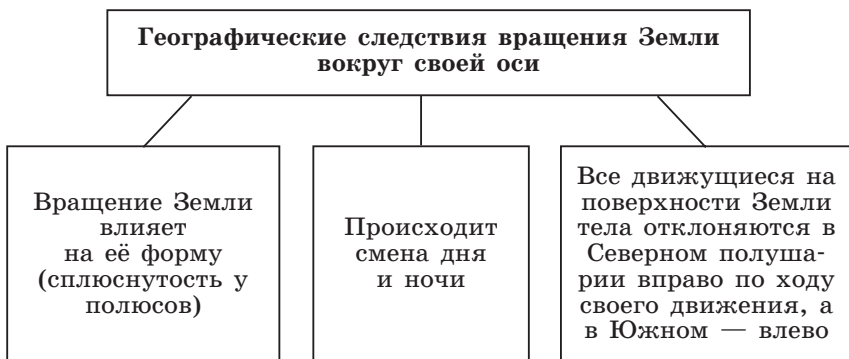 Географические следствия вращения Земли
вокруг своей оси
Вращение Земли
влияет
на её форму
(сплюснутость у
полюсов)
Происходит
смена дня
и ночи
Все движущиеся на
поверхности Земли
тела отклоняются в
Северном полуша-
рии вправо по ходу
своего движения, а
в Южном — влево